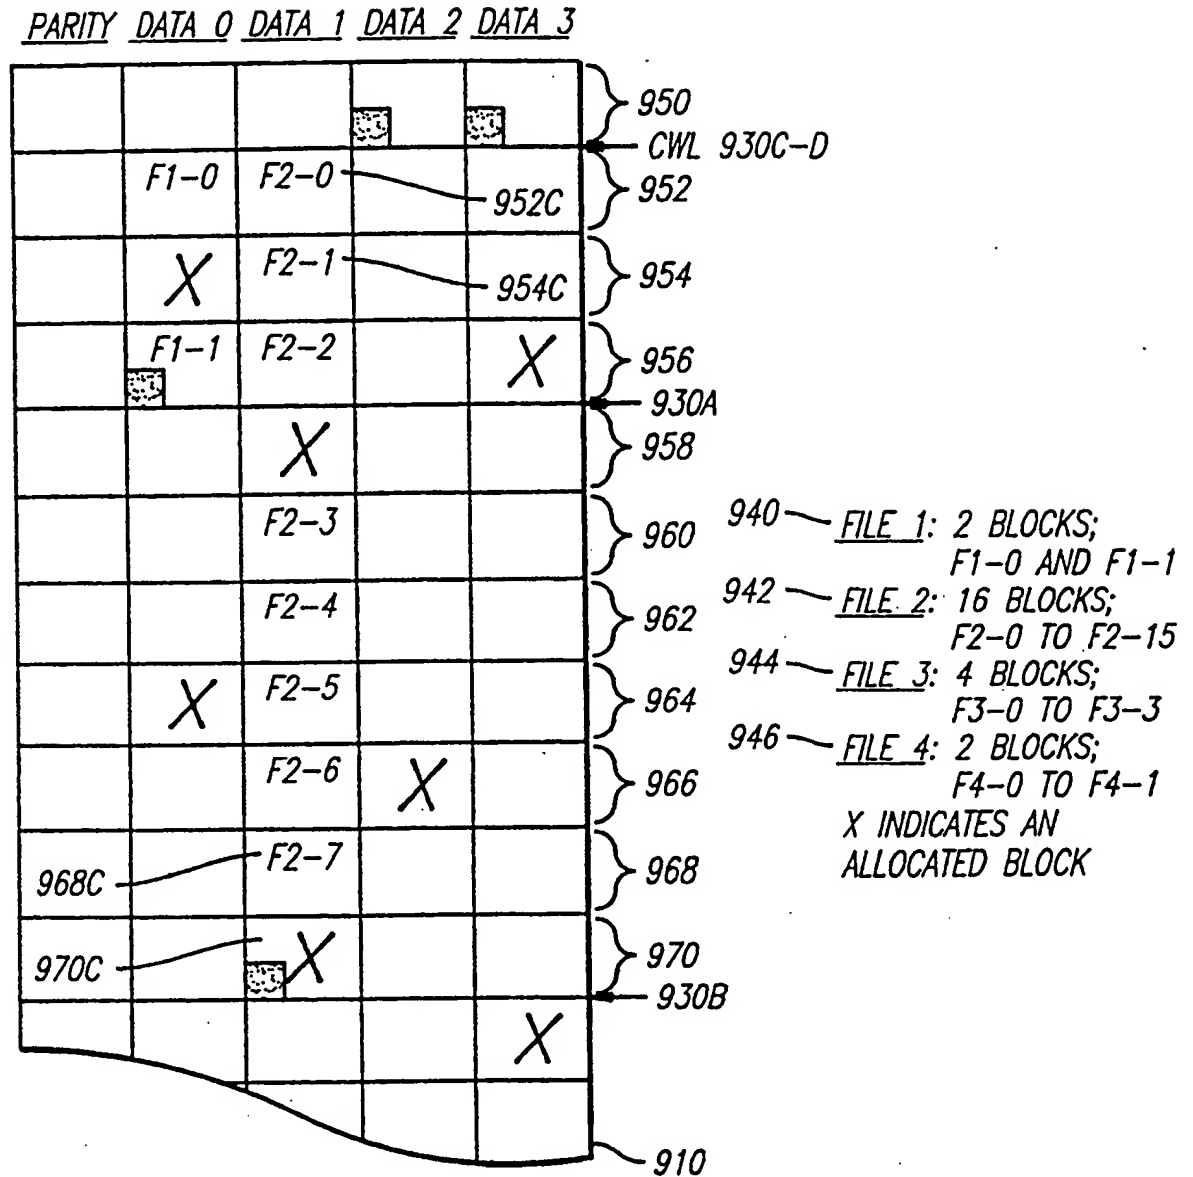 PARITY DATA 0 DATA 1 DATA 2 DATA 3
950
CWL 930C-D
F1-0 F2-0 952C 952
X F2-1 954C 954
F1-1 F2-2 X 956
930A
X 958
F2-3 960
F2-4 962
X F2-5 964
F2-6 X 966
968C F2-7 968
970C X 970
930B
X
910
940 FILE 1: 2 BLOCKS;
F1-0 AND F1-1
942 FILE 2: 16 BLOCKS;
F2-0 TO F2-15
944 FILE 3: 4 BLOCKS;
F3-0 TO F3-3
946 FILE 4: 2 BLOCKS;
F4-0 TO F4-1
X INDICATES AN
ALLOCATED BLOCK